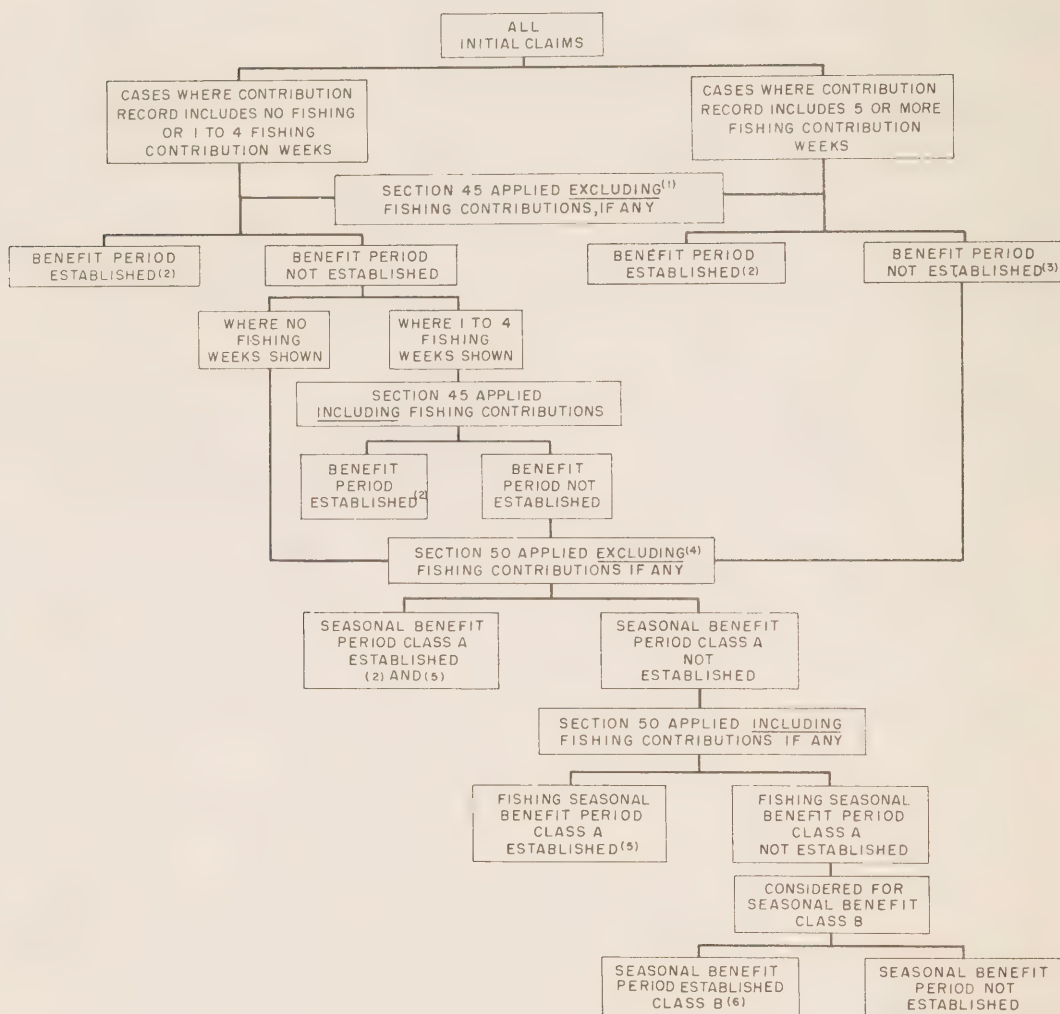 ALL
INITIAL CLAIMS
CASES WHERE CONTRIBUTION
RECORD INCLUDES NO FISHING
OR 1 TO 4 FISHING
CONTRIBUTION WEEKS
CASES WHERE CONTRIBUTION
RECORD INCLUDES 5 OR MORE
FISHING CONTRIBUTION
WEEKS
SECTION 45 APPLIED EXCLUDING(1)
FISHING CONTRIBUTIONS, IF ANY
BENEFIT PERIOD
ESTABLISHED(2)
BENEFIT PERIOD
NOT ESTABLISHED
BENEFIT PERIOD
ESTABLISHED(2)
BENEFIT PERIOD
NOT ESTABLISHED(3)
WHERE NO
FISHING
WEEKS SHOWN
WHERE 1 TO 4
FISHING
WEEKS SHOWN
SECTION 45 APPLIED
INCLUDING FISHING CONTRIBUTIONS
BENEFIT
PERIOD
ESTABLISHED(2)
BENEFIT
PERIOD NOT
ESTABLISHED
SECTION 50 APPLIED EXCLUDING(4)
FISHING CONTRIBUTIONS IF ANY
SEASONAL BENEFIT
PERIOD CLASS A
ESTABLISHED
(2) AND (5)
SEASONAL BENEFIT
PERIOD CLASS A
NOT
ESTABLISHED
SECTION 50 APPLIED INCLUDING
FISHING CONTRIBUTIONS IF ANY
FISHING SEASONAL
BENEFIT PERIOD
CLASS A
ESTABLISHED(5)
FISHING SEASONAL
BENEFIT PERIOD
CLASS A
NOT ESTABLISHED
CONSIDERED FOR
SEASONAL BENEFIT
CLASS B
SEASONAL BENEFIT
PERIOD ESTABLISHED
CLASS B(6)
SEASONAL BENEFIT
PERIOD NOT
ESTABLISHED